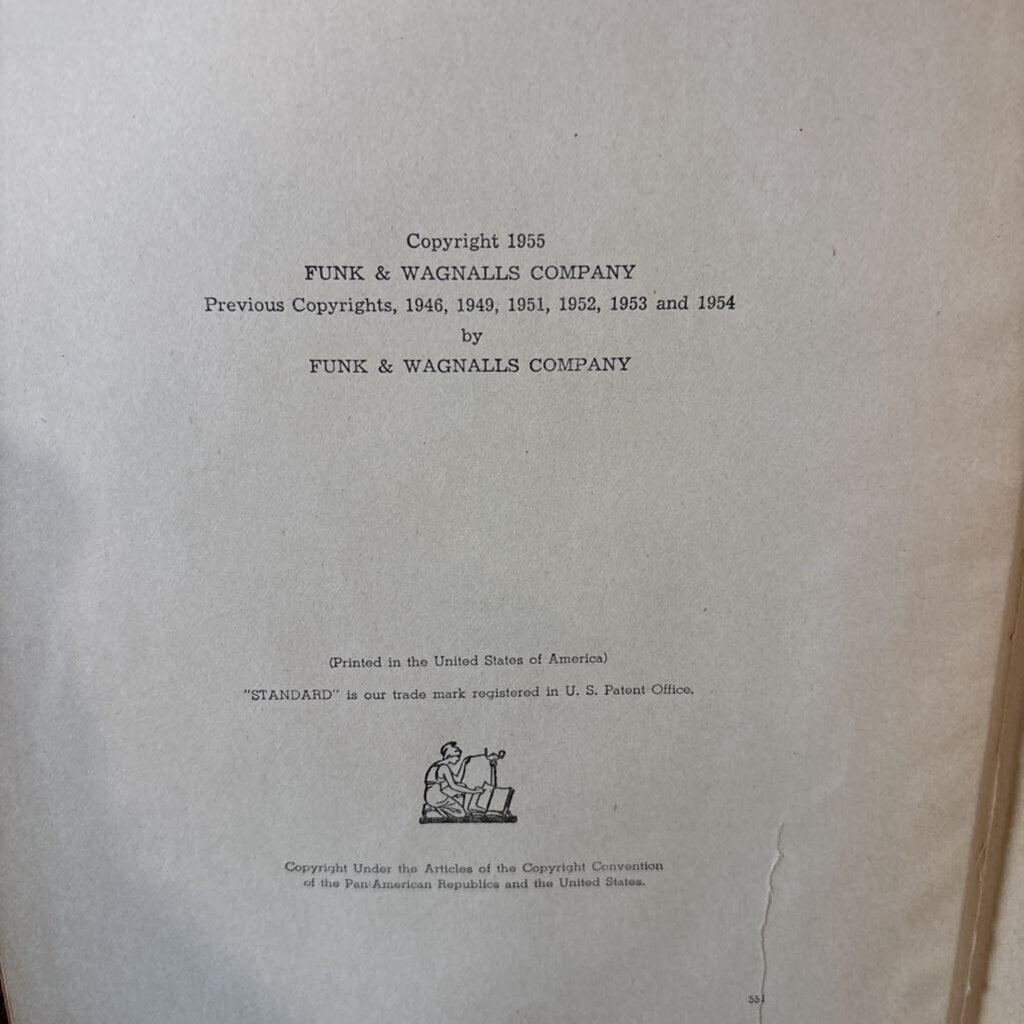 Copyright 1955
FUNK & WAGNALLS COMPANY
Previous Copyrights, 1946, 1949, 1951, 1952, 1953 and 1954
by
FUNK & WAGNALLS COMPANY
(Printed in the United States of America)
"STANDARD" is our trade mark registered in U. S. Patent Office.
Copyright Under the Articles of the Copyright Convention
of the Pan-American Republics and the United States.